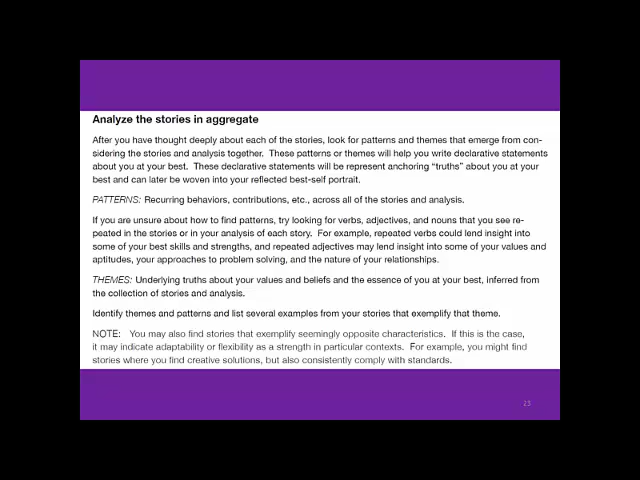 Analyze the stories in aggregate
After you have thought deeply about each of the stories, look for patterns and themes that emerge from con-
sidering the stories and analysis together. These patterns or themes will help you write declarative statements
about you at your best. These declarative statements will be represent anchoring “truths” about you at your
best and can later be woven into your reflected best-self portrait.
PATTERNS: Recurring behaviors, contributions, etc., across all of the stories and analysis.
If you are unsure about how to find patterns, try looking for verbs, adjectives, and nouns that you see re-
peated in the stories or in your analysis of each story. For example, repeated verbs could lend insight into
some of your best skills and strengths, and repeated adjectives may lend insight into some of your values and
aptitudes, your approaches to problem solving, and the nature of your relationships.
THEMES: Underlying truths about your values and beliefs and the essence of you at your best, inferred from
the collection of stories and analysis.
Identify themes and patterns and list several examples from your stories that exemplify that theme.
NOTE: You may also find stories that exemplify seemingly opposite characteristics. If this is the case,
it may indicate adaptability or flexibility as a strength in particular contexts. For example, you might find
stories where you find creative solutions, but also consistently comply with standards.
23